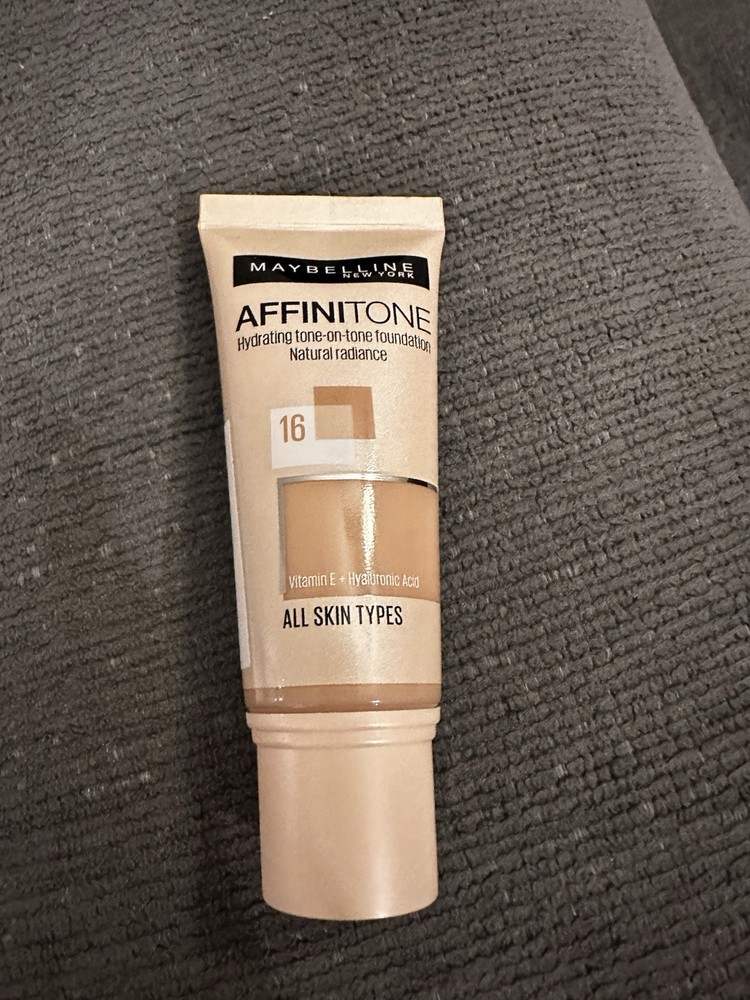 MAYBELLINE
NEW YORK
AFFINITONE
Hydrating tone-on-tone foundation
Natural radiance
16
Vitamin E + Hyaluronic Acid
ALL SKIN TYPES